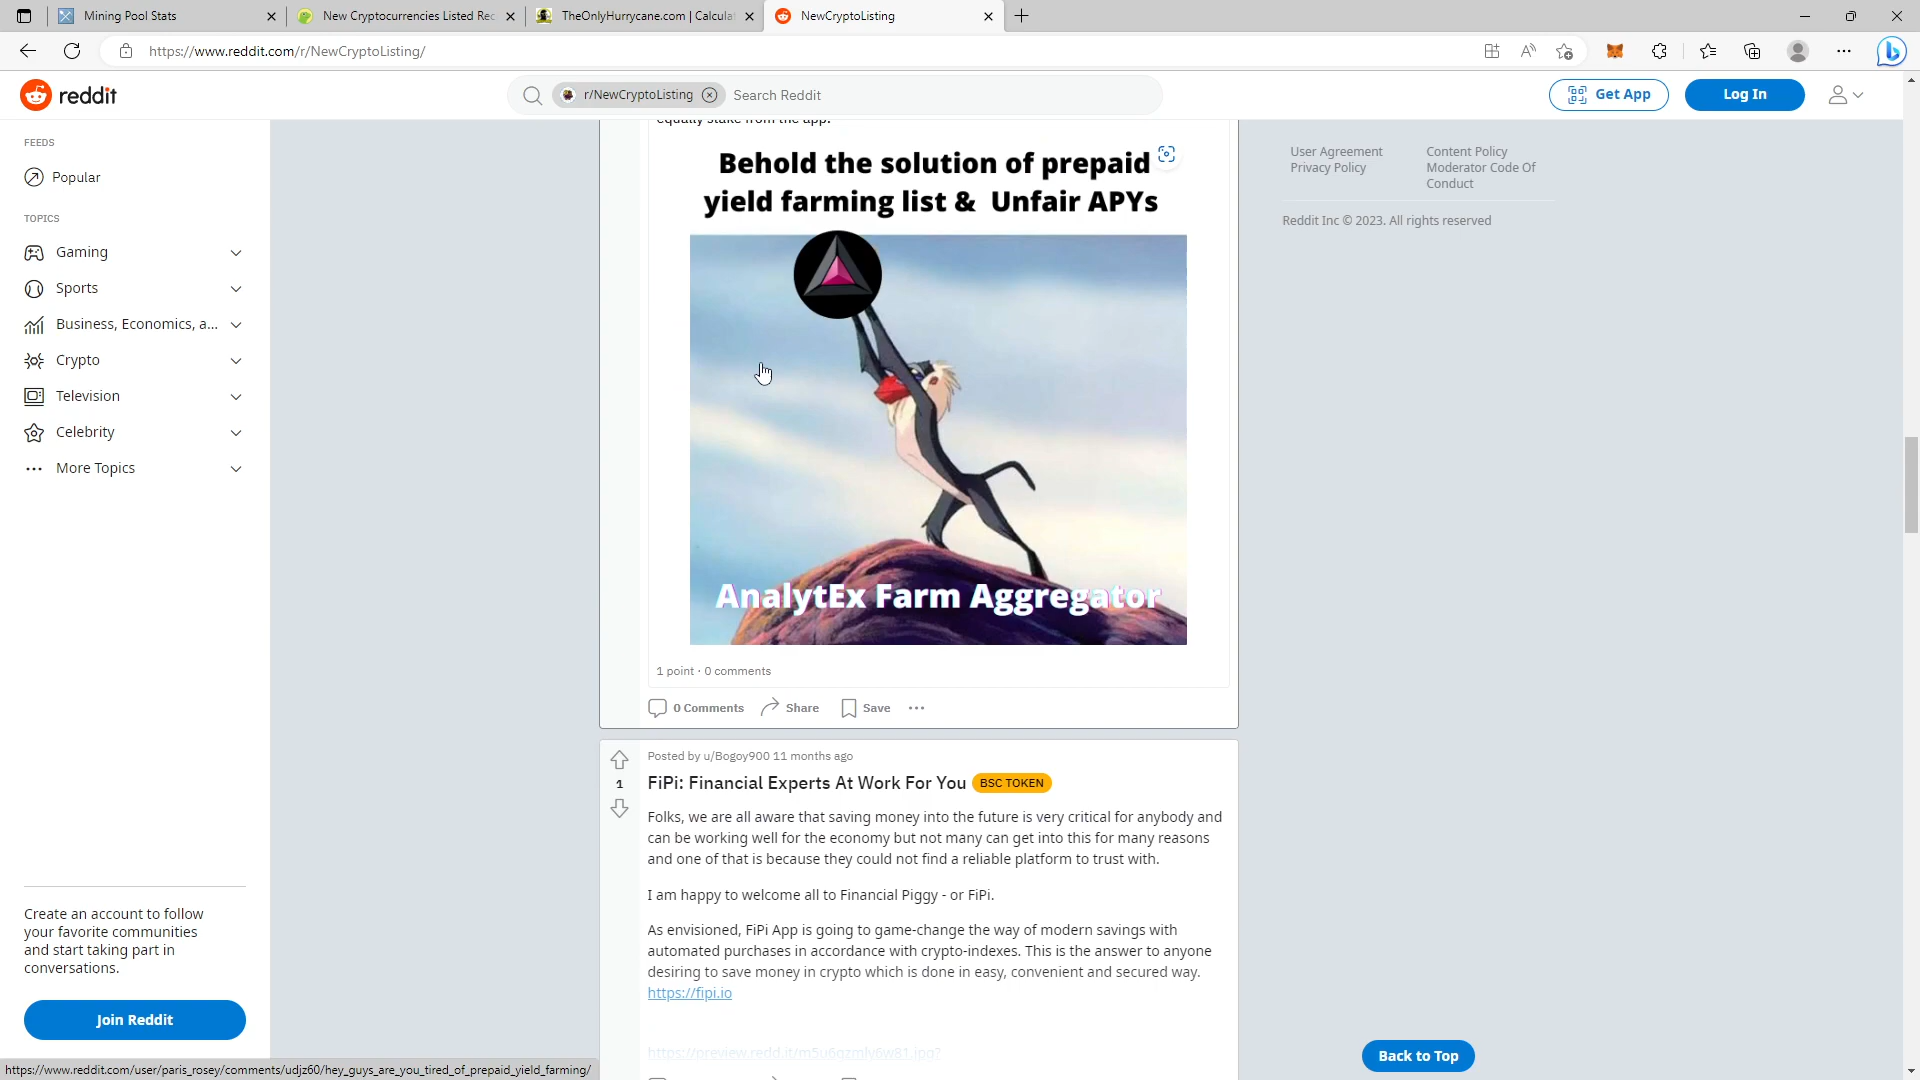 Mining Pool Stats
New Cryptocurrencies Listed Rec
TheOnlyHurrycane.com | Calcula
NewCryptoListing
https://www.reddit.com/r/NewCryptoListing/
reddit
r/NewCryptoListing
Search Reddit
Get App
Log In
FEEDS
Popular
TOPICS
Gaming
Sports
Business, Economics, a...
Crypto
Television
Celebrity
More Topics
Create an account to follow
your favorite communities
and start taking part in
conversations.
Join Reddit
https://www.reddit.com/user/paris_rosey/comments/udjz60/hey_guys_are_you_tired_of_prepaid_yield_farming/
equally stake from the app.
Behold the solution of prepaid
yield farming list & Unfair APYs
AnalytEx Farm Aggregator
1 point · 0 comments
0 Comments
Share
Save
Posted by u/Bogoy900 11 months ago
1
FiPi: Financial Experts At Work For You
BSC TOKEN
Folks, we are all aware that saving money into the future is very critical for anybody and
can be working well for the economy but not many can get into this for many reasons
and one of that is because they could not find a reliable platform to trust with.
I am happy to welcome all to Financial Piggy - or FiPi.
As envisioned, FiPi App is going to game-change the way of modern savings with
automated purchases in accordance with crypto-indexes. This is the answer to anyone
desiring to save money in crypto which is done in easy, convenient and secured way.
https://fipi.io
User Agreement
Privacy Policy
Content Policy
Moderator Code Of
Conduct
Reddit Inc © 2023. All rights reserved
Back to Top